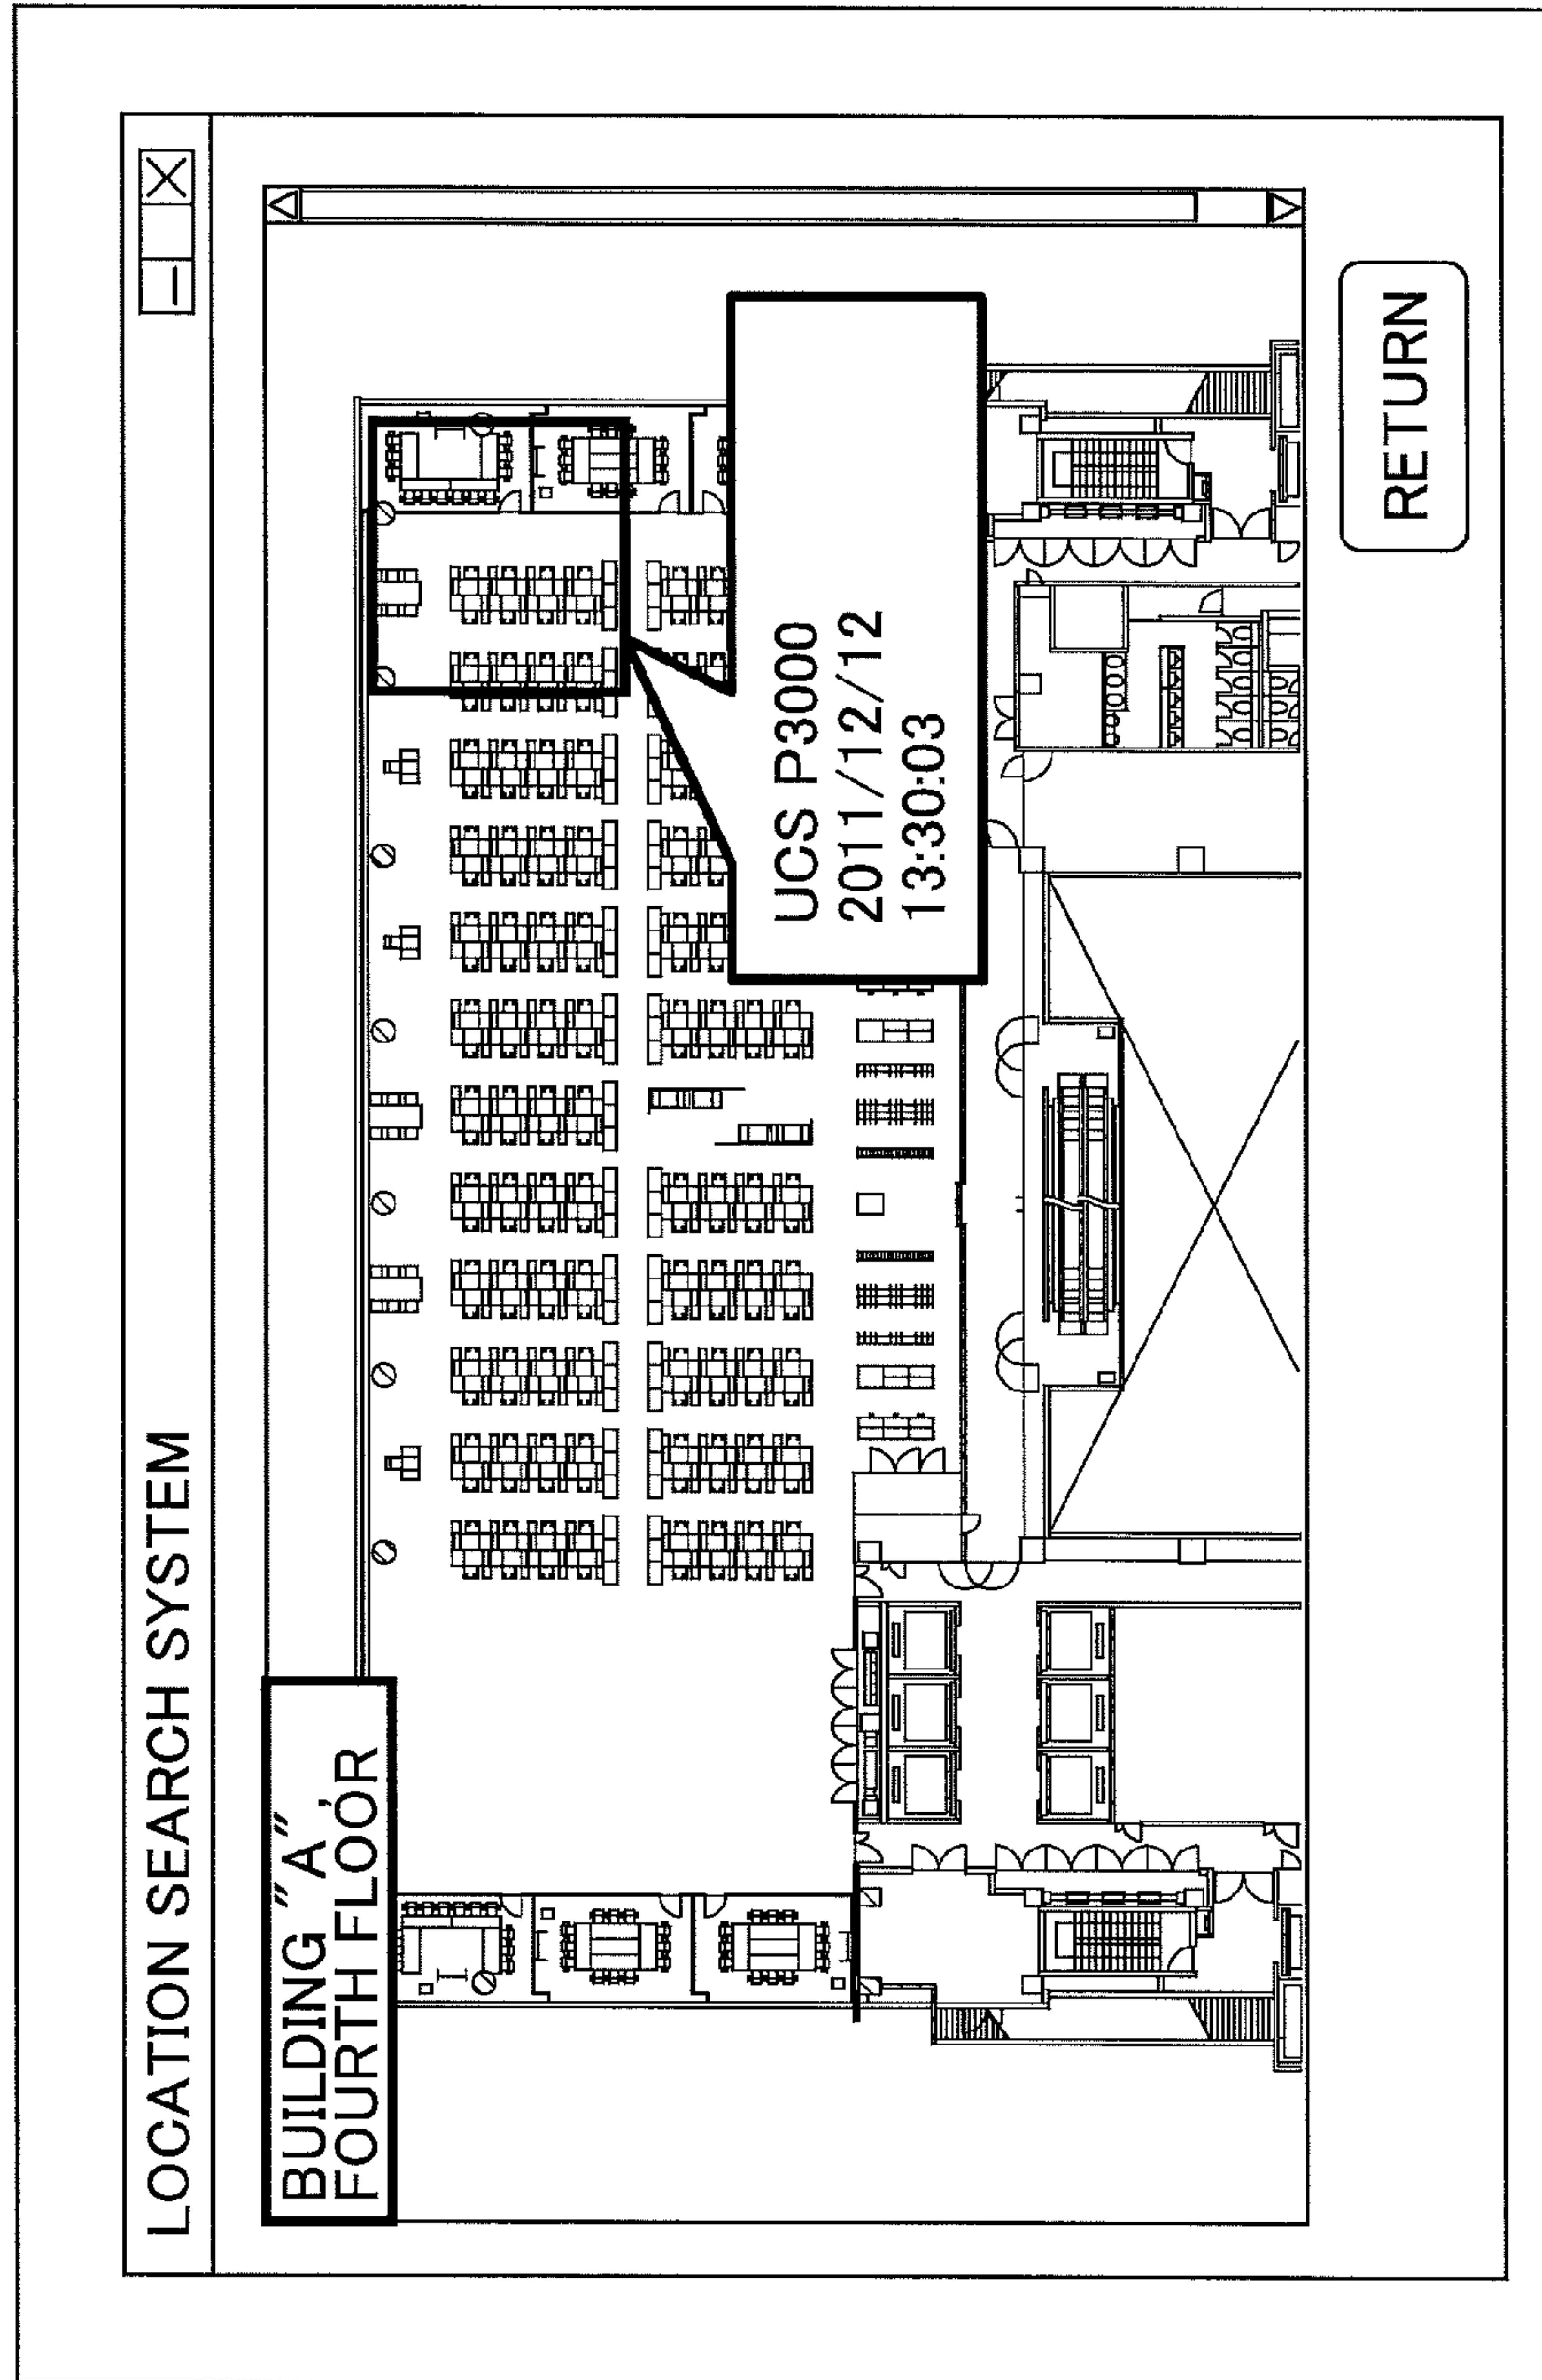 LOCATION SEARCH SYSTEM
BUILDING "A",
FOURTH FLOOR
UCS P3000
2011/12/12
13:30:03
RETURN